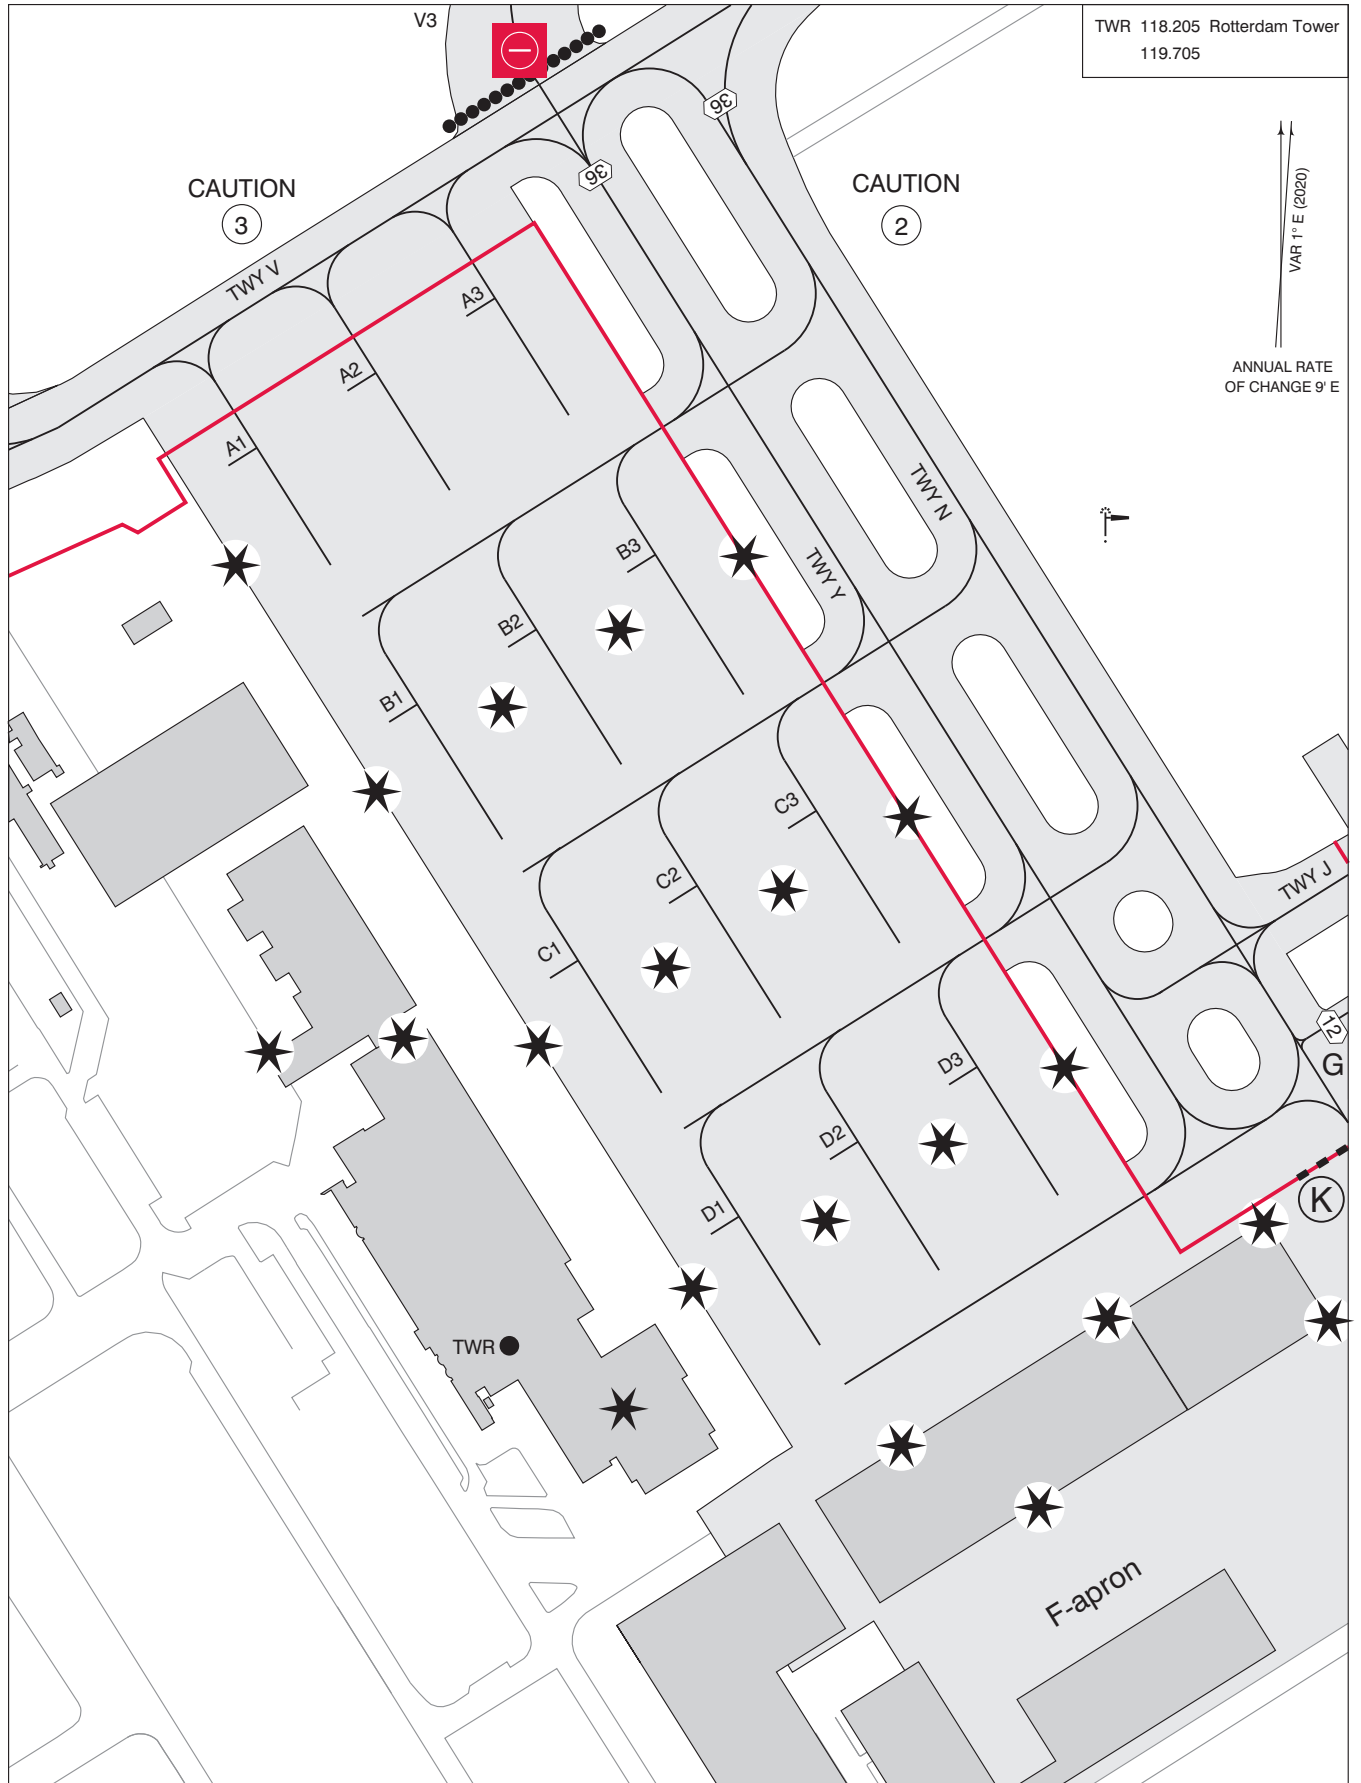 V3
TWR 118.205 Rotterdam Tower
119.705
36
36
CAUTION
3
CAUTION
2
VAR 1° E (2020)
ANNUAL RATE
OF CHANGE 9' E
TWY V
A3
A2
A1
TWY N
TWY Y
B3
B2
B1
C3
C2
C1
TWY J
12
G
D3
D2
D1
K
TWR
F-apron